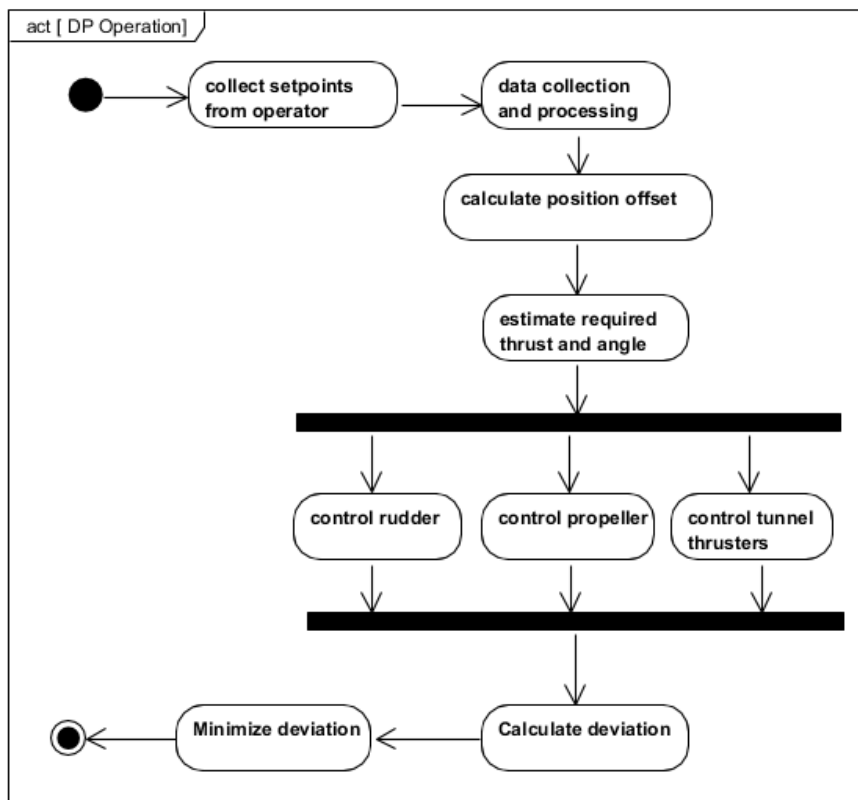 act [ DP Operation]
collect setpoints
from operator
data collection
and processing
calculate position offset
estimate required
thrust and angle
control rudder
control propeller
control tunnel
thrusters
Minimize deviation
Calculate deviation